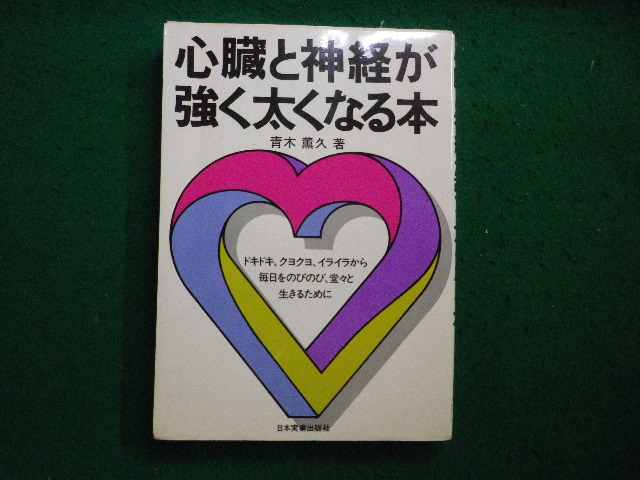 心臓と神経が
強く太くなる本
青木 薫久 著
ドキドキ、クヨクヨ、イライラから
毎日をのびのび、堂々と
生きるために
日本実業出版社